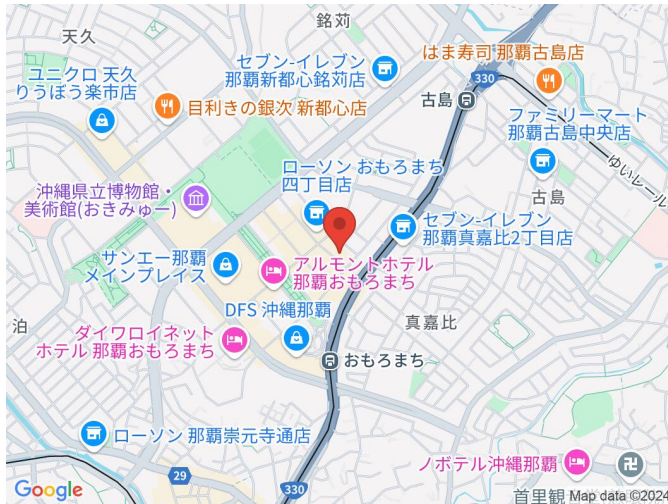 銘苅
天久
セブン-イレブン
那覇新都心銘苅店
はま寿司 那覇古島店
ユニクロ 天久
りうぼう楽市店
330
目利きの銀次 新都心店
古島
ファミリーマート
那覇古島中央店
ゆいレール
ローソン おもろまち
四丁目店
沖縄県立博物館・
美術館(おきみゅー)
古島
セブン-イレブン
那覇真嘉比2丁目店
サンエー那覇
メインプレイス
アルモントホテル
那覇おもろまち
DFS 沖縄那覇
真嘉比
泊
ダイワロイネット
ホテル 那覇おもろまち
おもろまち
ローソン 那覇崇元寺通店
ノボテル沖縄那覇
29
330
Google
首里観
Map data ©2024